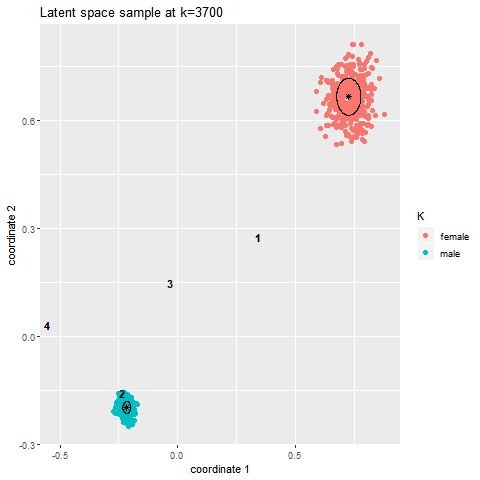 Latent space sample at k=3700
0.6
0.3
0.0
-0.3
coordinate 2
1
3
4
2
-0.5
0.0
0.5
coordinate 1
K
female
male